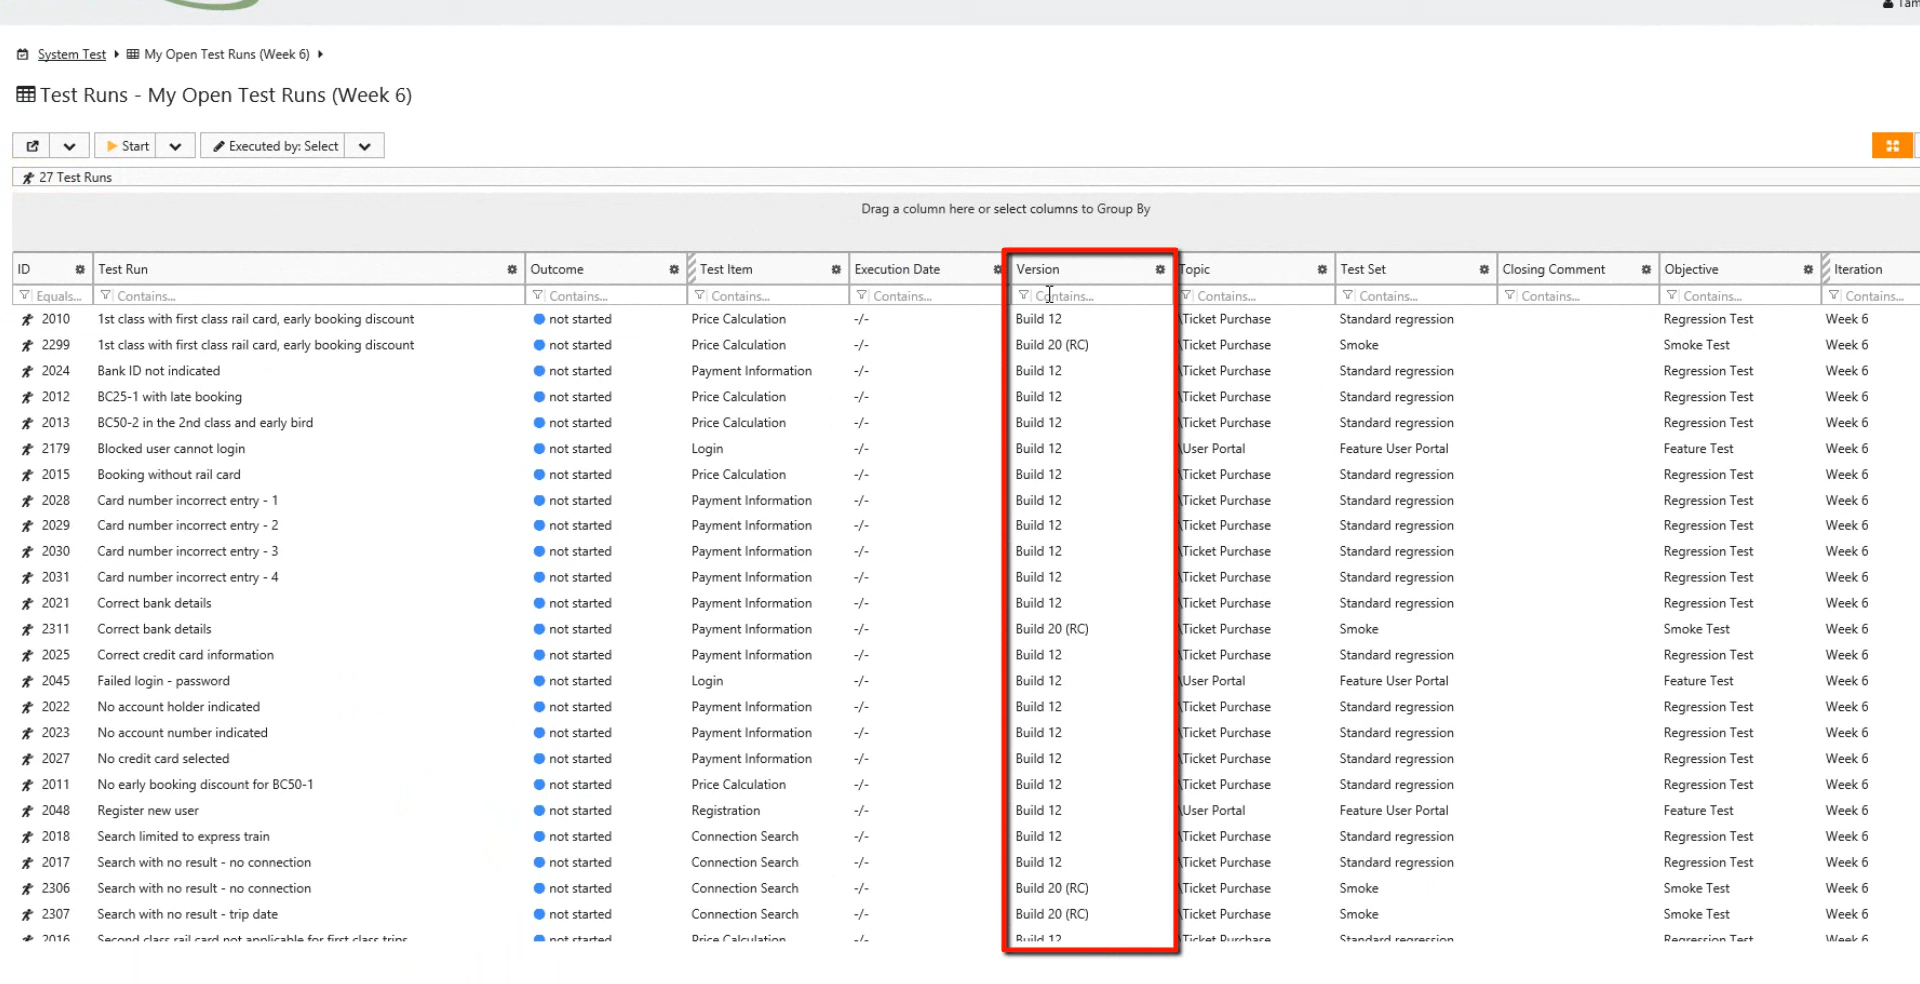 Tam
System Test My Open Test Runs (Week 6)
Test Runs - My Open Test Runs (Week 6)
Start Executed by: Select
27 Test Runs
Drag a column here or select columns to Group By
ID Test Run Outcome Test Item Execution Date Version Topic Test Set Closing Comment Objective Iteration
Equals... Contains... Contains... Contains... Contains... Contains... Contains... Contains... Contains... Contains... Contains...
2010 1st class with first class rail card, early booking discount not started Price Calculation -/- Build 12 \Ticket Purchase Standard regression Regression Test Week 6
2299 1st class with first class rail card, early booking discount not started Price Calculation -/- Build 20 (RC) \Ticket Purchase Smoke Smoke Test Week 6
2024 Bank ID not indicated not started Payment Information -/- Build 12 \Ticket Purchase Standard regression Regression Test Week 6
2012 BC25-1 with late booking not started Price Calculation -/- Build 12 \Ticket Purchase Standard regression Regression Test Week 6
2013 BC50-2 in the 2nd class and early bird not started Price Calculation -/- Build 12 \Ticket Purchase Standard regression Regression Test Week 6
2179 Blocked user cannot login not started Login -/- Build 12 \User Portal Feature User Portal Feature Test Week 6
2015 Booking without rail card not started Price Calculation -/- Build 12 \Ticket Purchase Standard regression Regression Test Week 6
2028 Card number incorrect entry - 1 not started Payment Information -/- Build 12 \Ticket Purchase Standard regression Regression Test Week 6
2029 Card number incorrect entry - 2 not started Payment Information -/- Build 12 \Ticket Purchase Standard regression Regression Test Week 6
2030 Card number incorrect entry - 3 not started Payment Information -/- Build 12 \Ticket Purchase Standard regression Regression Test Week 6
2031 Card number incorrect entry - 4 not started Payment Information -/- Build 12 \Ticket Purchase Standard regression Regression Test Week 6
2021 Correct bank details not started Payment Information -/- Build 12 \Ticket Purchase Standard regression Regression Test Week 6
2311 Correct bank details not started Payment Information -/- Build 20 (RC) \Ticket Purchase Smoke Smoke Test Week 6
2025 Correct credit card information not started Payment Information -/- Build 12 \Ticket Purchase Standard regression Regression Test Week 6
2045 Failed login - password not started Login -/- Build 12 \User Portal Feature User Portal Feature Test Week 6
2022 No account holder indicated not started Payment Information -/- Build 12 \Ticket Purchase Standard regression Regression Test Week 6
2023 No account number indicated not started Payment Information -/- Build 12 \Ticket Purchase Standard regression Regression Test Week 6
2027 No credit card selected not started Payment Information -/- Build 12 \Ticket Purchase Standard regression Regression Test Week 6
2011 No early booking discount for BC50-1 not started Price Calculation -/- Build 12 \Ticket Purchase Standard regression Regression Test Week 6
2048 Register new user not started Registration -/- Build 12 \User Portal Feature User Portal Feature Test Week 6
2018 Search limited to express train not started Connection Search -/- Build 12 \Ticket Purchase Standard regression Regression Test Week 6
2017 Search with no result - no connection not started Connection Search -/- Build 12 \Ticket Purchase Standard regression Regression Test Week 6
2306 Search with no result - no connection not started Connection Search -/- Build 20 (RC) \Ticket Purchase Smoke Smoke Test Week 6
2307 Search with no result - trip date not started Connection Search -/- Build 20 (RC) \Ticket Purchase Smoke Smoke Test Week 6
2016 Second class rail card not applicable for first class trips not started Price Calculation -/- Build 12 \Ticket Purchase Standard regression Regression Test Week 6